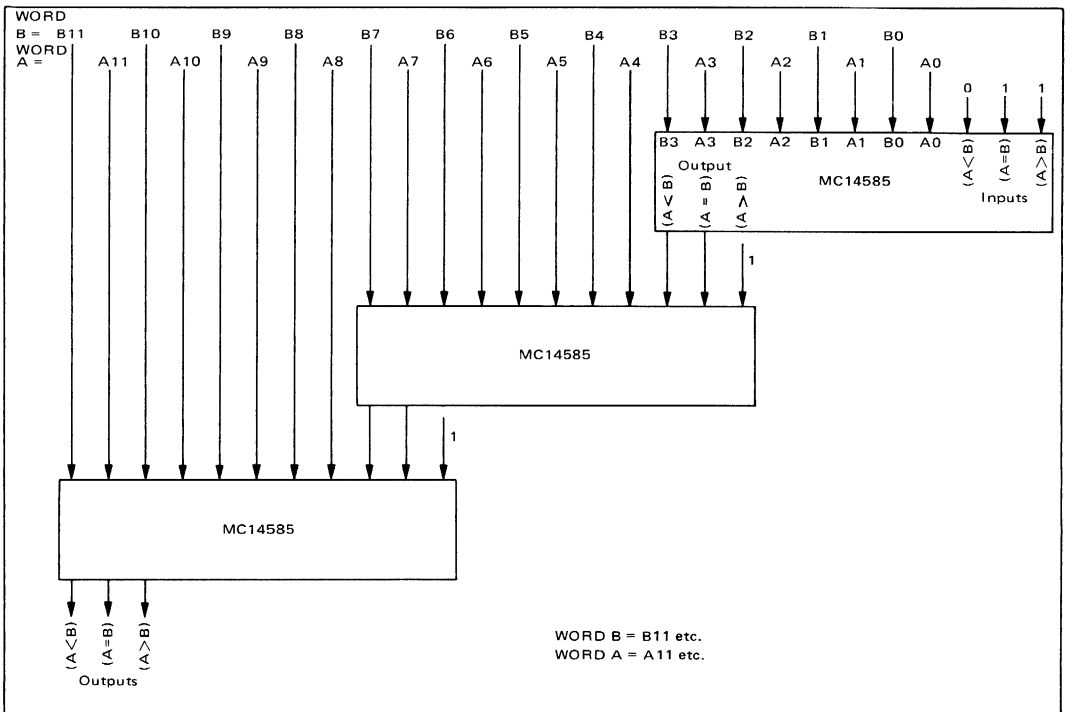 WORD
B = B11 B10 B9 B8 B7 B6 B5 B4 B3 B2 B1 B0
WORD
A = A11 A10 A9 A8 A7 A6 A5 A4 A3 A2 A1 A0
0 1 1
B3 A3 B2 A2 B1 A1 B0 A0 (A<B) (A=B) (A>B)
Output
MC14585
Inputs
(A < B) (A = B) (A > B)
1
MC14585
1
MC14585
(A<B) (A=B) (A>B)
Outputs
WORD B = B11 etc.
WORD A = A11 etc.